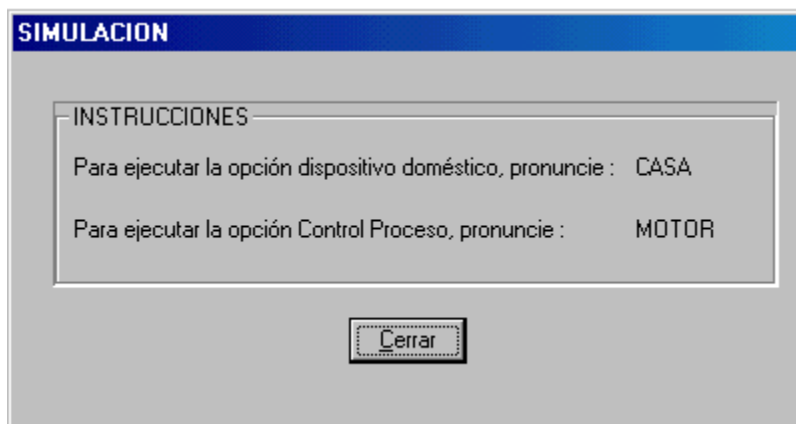 SIMULACION
INSTRUCCIONES
Para ejecutar la opción dispositivo doméstico, pronuncie : CASA
Para ejecutar la opción Control Proceso, pronuncie : MOTOR
Cerrar